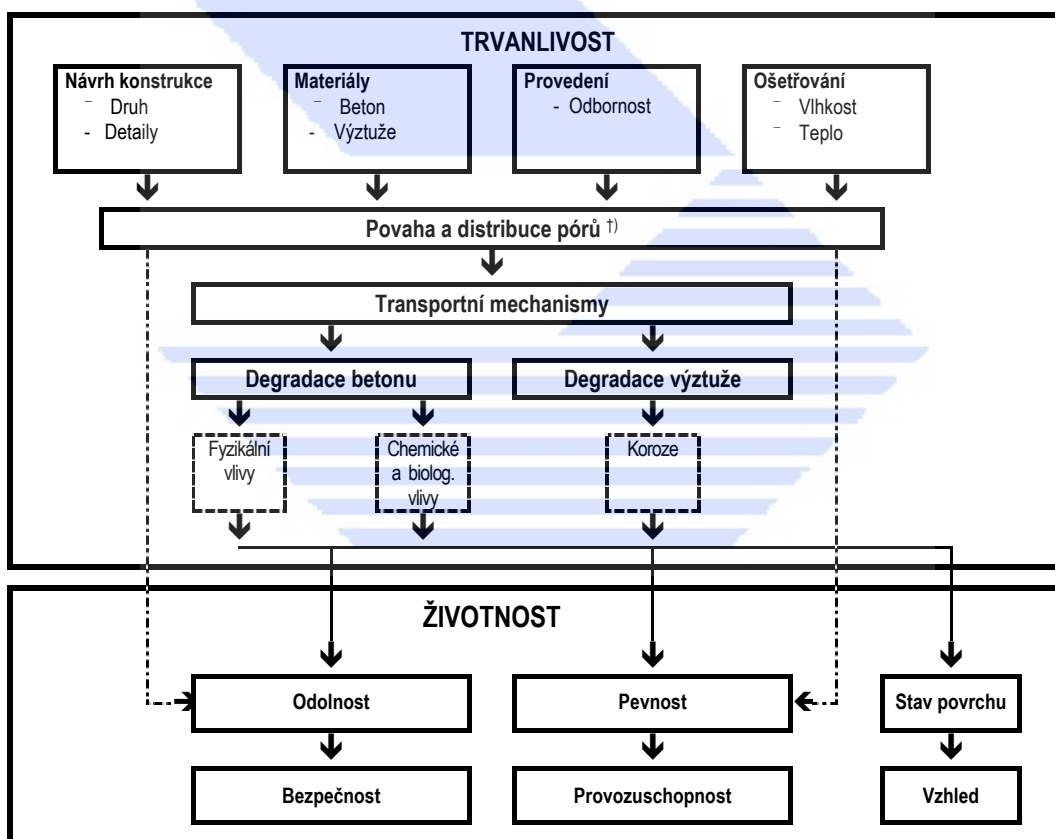 TRVANLIVOST
Návrh konstrukce
- Druh
- Detaily
Materiály
- Beton
- Výztuže
Provedení
- Odbornost
Ošetřování
- Vlhkost
- Teplo
Povaha a distribuce pórů †)
Transportní mechanismy
Degradace betonu
Degradace výztuže
Fyzikální
vlivy
Chemické
a biolog.
vlivy
Koroze
ŽIVOTNOST
Odolnost
Pevnost
Stav povrchu
Bezpečnost
Provozuschopnost
Vzhled